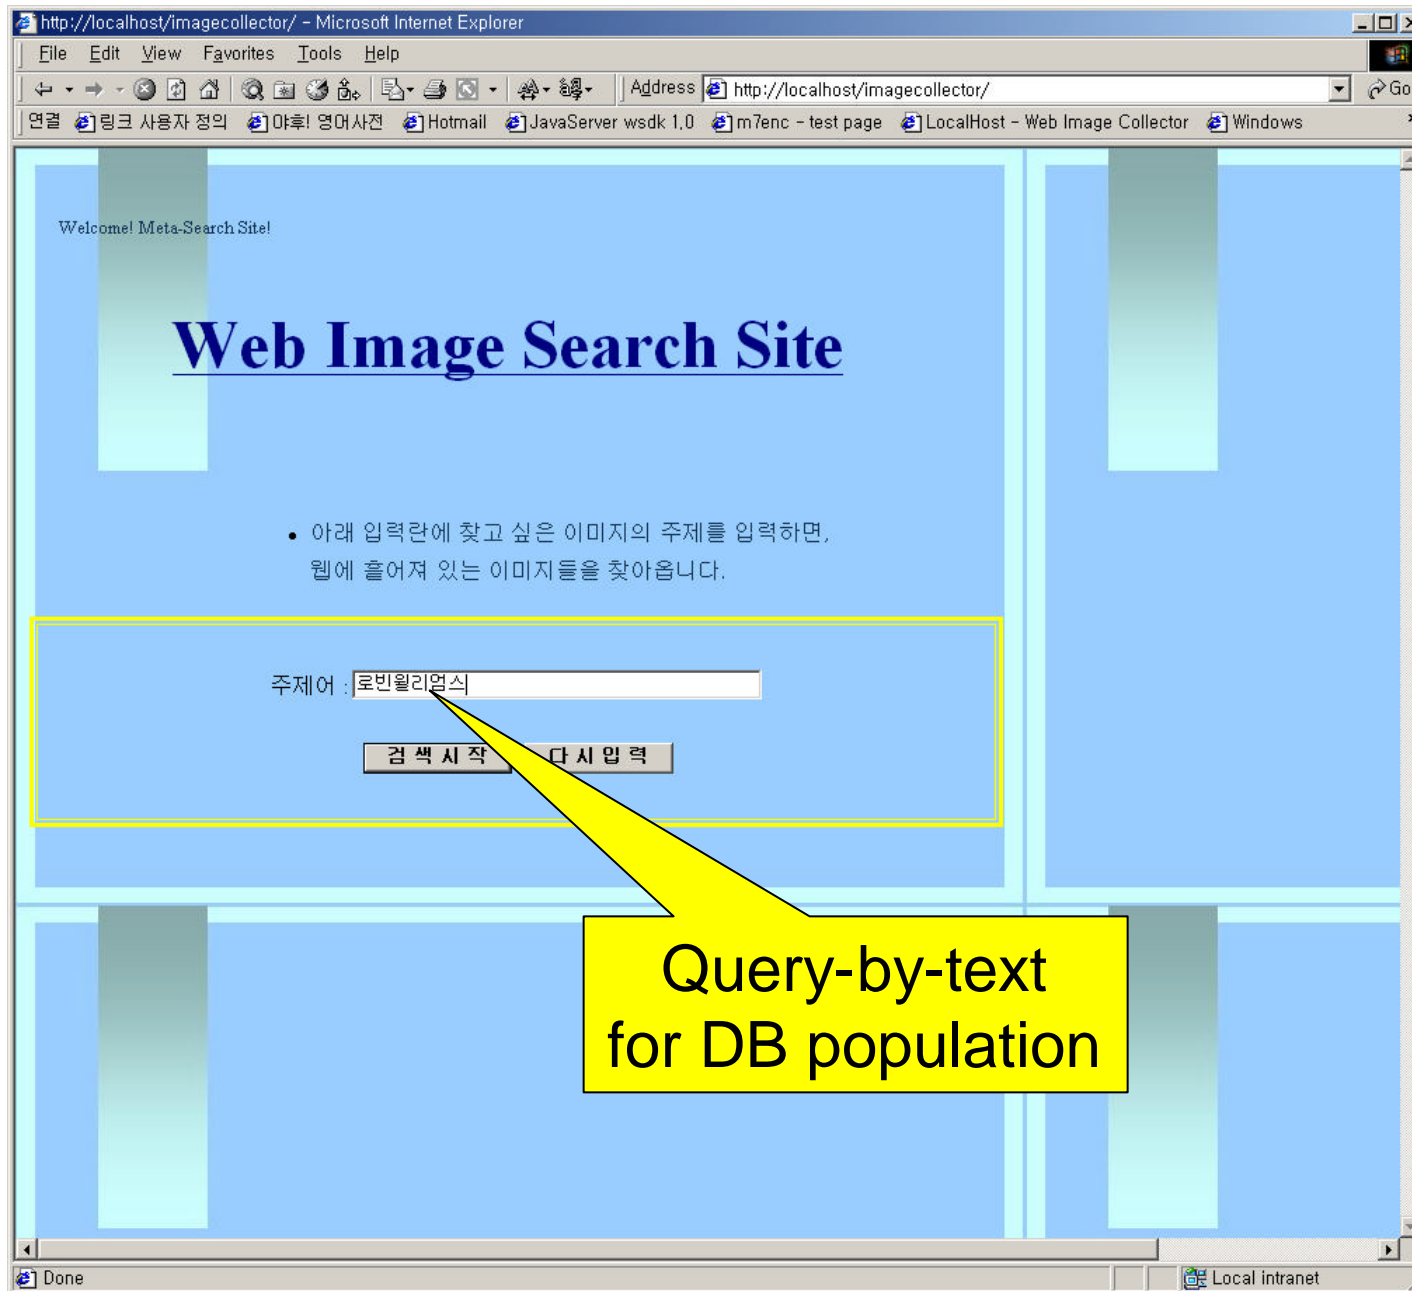 http://localhost/imagecollector/ - Microsoft Internet Explorer
File Edit View Favorites Tools Help
Address http://localhost/imagecollector/ Go
연결 링크 사용자 정의 야후! 영어사전 Hotmail JavaServer wsdk 1,0 m7enc - test page LocalHost - Web Image Collector Windows
Welcome! Meta-Search Site!
Web Image Search Site
• 아래 입력란에 찾고 싶은 이미지의 주제를 입력하면,
웹에 흩어져 있는 이미지들을 찾아옵니다.
주제어 : 로빈윌리엄스
검색시작 다시입력
Query-by-text
for DB population
Done Local intranet